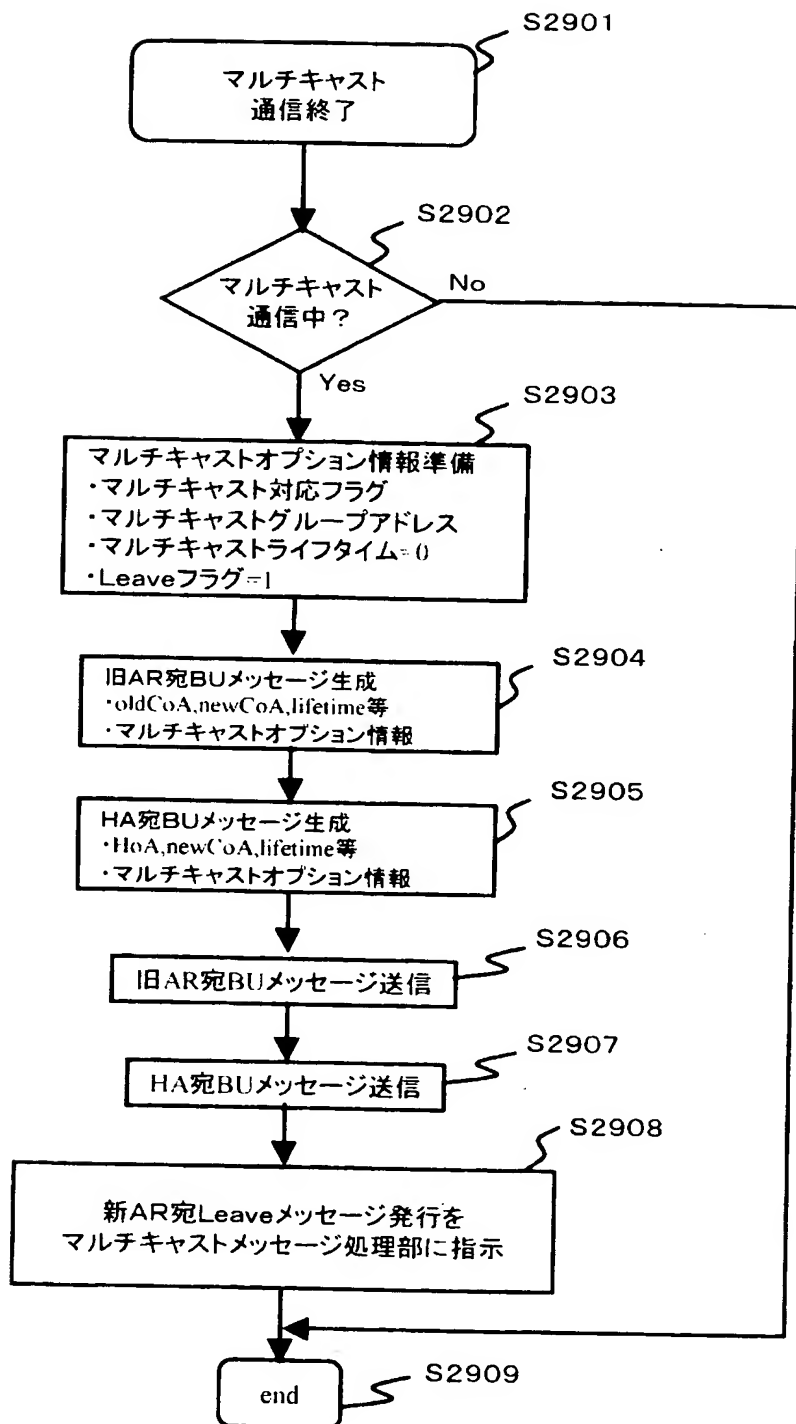 S2901
マルチキャスト
通信終了
S2902
マルチキャスト
通信中?
No
Yes
S2903
マルチキャストオプション情報準備
・マルチキャスト対応フラグ
・マルチキャストグループアドレス
・マルチキャストライフタイム=0
・Leaveフラグ=1
S2904
旧AR宛BUメッセージ生成
・oldCoA,newCoA,lifetime等
・マルチキャストオプション情報
S2905
HA宛BUメッセージ生成
・HoA,newCoA,lifetime等
・マルチキャストオプション情報
S2906
旧AR宛BUメッセージ送信
S2907
HA宛BUメッセージ送信
S2908
新AR宛Leaveメッセージ発行を
マルチキャストメッセージ処理部に指示
end
S2909